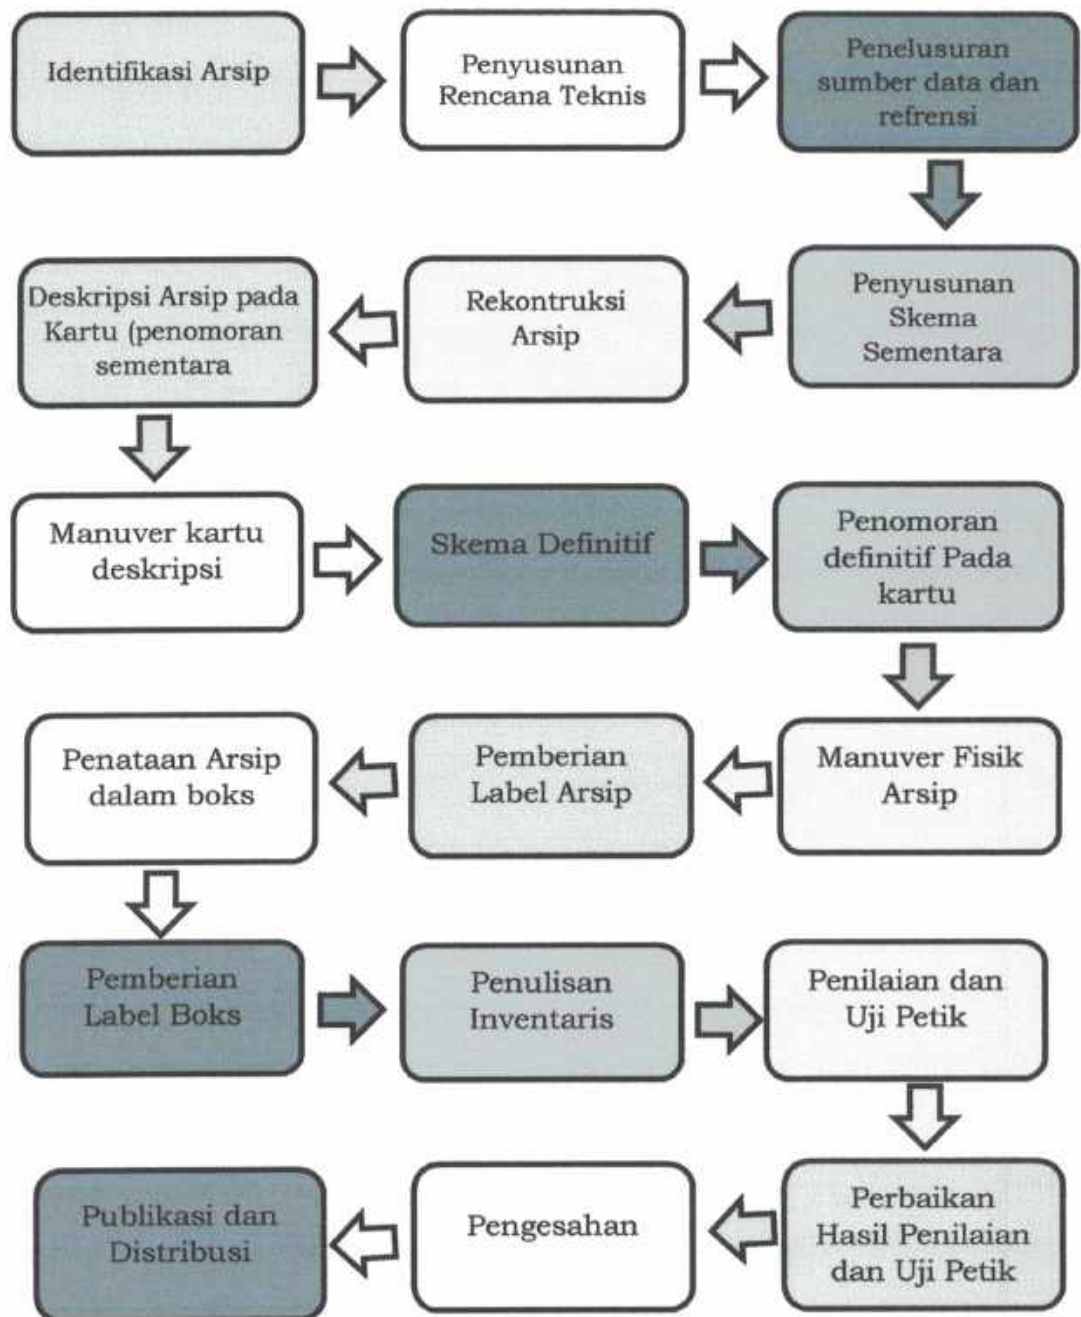 Identifikasi Arsip
Penyusunan
Rencana Teknis
Penelusuran
sumber data dan
refrensi
Penyusunan
Skema
Sementara
Rekontruksi
Arsip
Deskripsi Arsip pada
Kartu (penomoran
sementara
Manuver kartu
deskripsi
Skema Definitif
Penomoran
definitif Pada
kartu
Manuver Fisik
Arsip
Pemberian
Label Arsip
Penataan Arsip
dalam boks
Pemberian
Label Boks
Penulisan
Inventaris
Penilaian dan
Uji Petik
Perbaikan
Hasil Penilaian
dan Uji Petik
Pengesahan
Publikasi dan
Distribusi